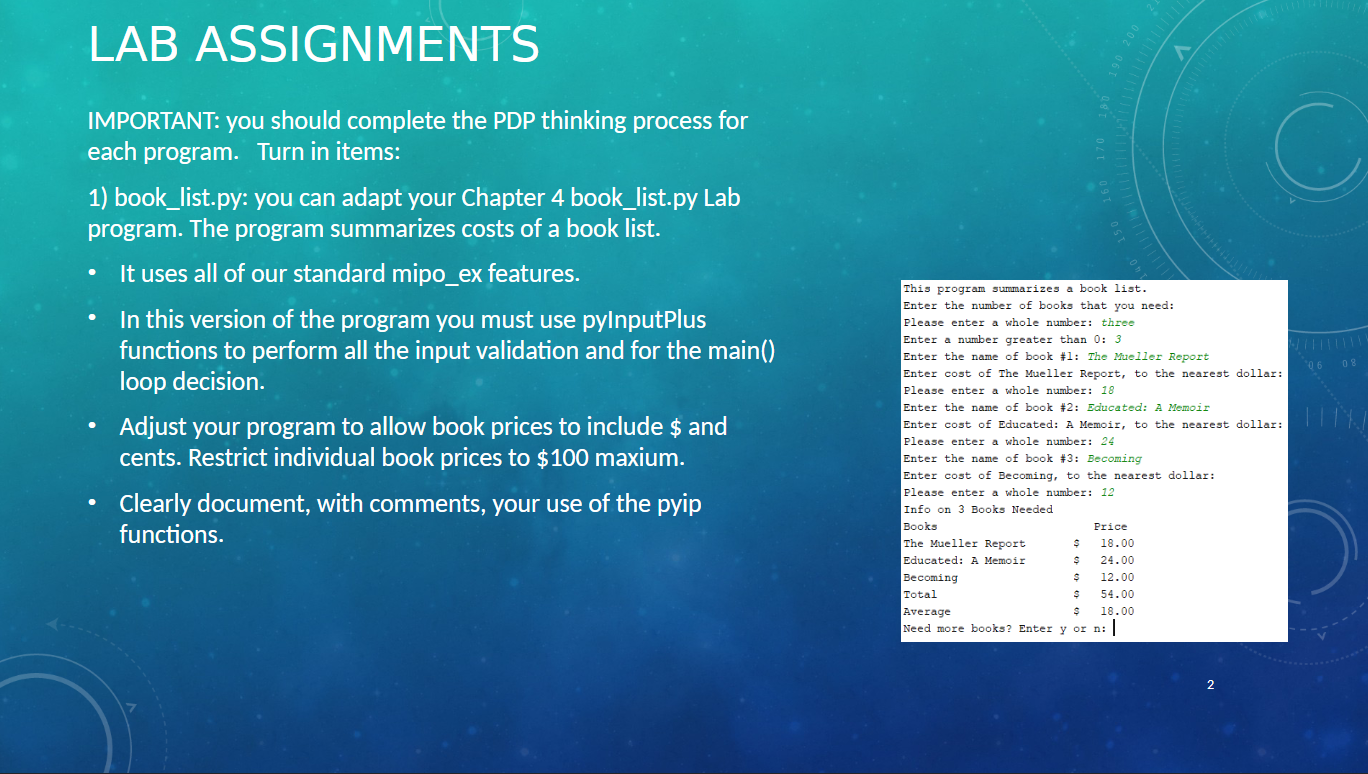 LAB ASSIGNMENTS
IMPORTANT: you should complete the PDP thinking process for
each program.   Turn in items:
1) book_list.py: you can adapt your Chapter 4 book_list.py Lab
program. The program summarizes costs of a book list.
• It uses all of our standard mipo_ex features.
• In this version of the program you must use pyInputPlus
functions to perform all the input validation and for the main()
loop decision.
• Adjust your program to allow book prices to include $ and
cents. Restrict individual book prices to $100 maxium.
• Clearly document, with comments, your use of the pyip
functions.
This program summarizes a book list.
Enter the number of books that you need:
Please enter a whole number: three
Enter a number greater than 0: 3
Enter the name of book #1: The Mueller Report
Enter cost of The Mueller Report, to the nearest dollar:
Please enter a whole number: 18
Enter the name of book #2: Educated: A Memoir
Enter cost of Educated: A Memoir, to the nearest dollar:
Please enter a whole number: 24
Enter the name of book #3: Becoming
Enter cost of Becoming, to the nearest dollar:
Please enter a whole number: 12
Info on 3 Books Needed
Books Price
The Mueller Report $ 18.00
Educated: A Memoir $ 24.00
Becoming $ 12.00
Total $ 54.00
Average $ 18.00
Need more books? Enter y or n:
2
200
190
180
170
160
150
140